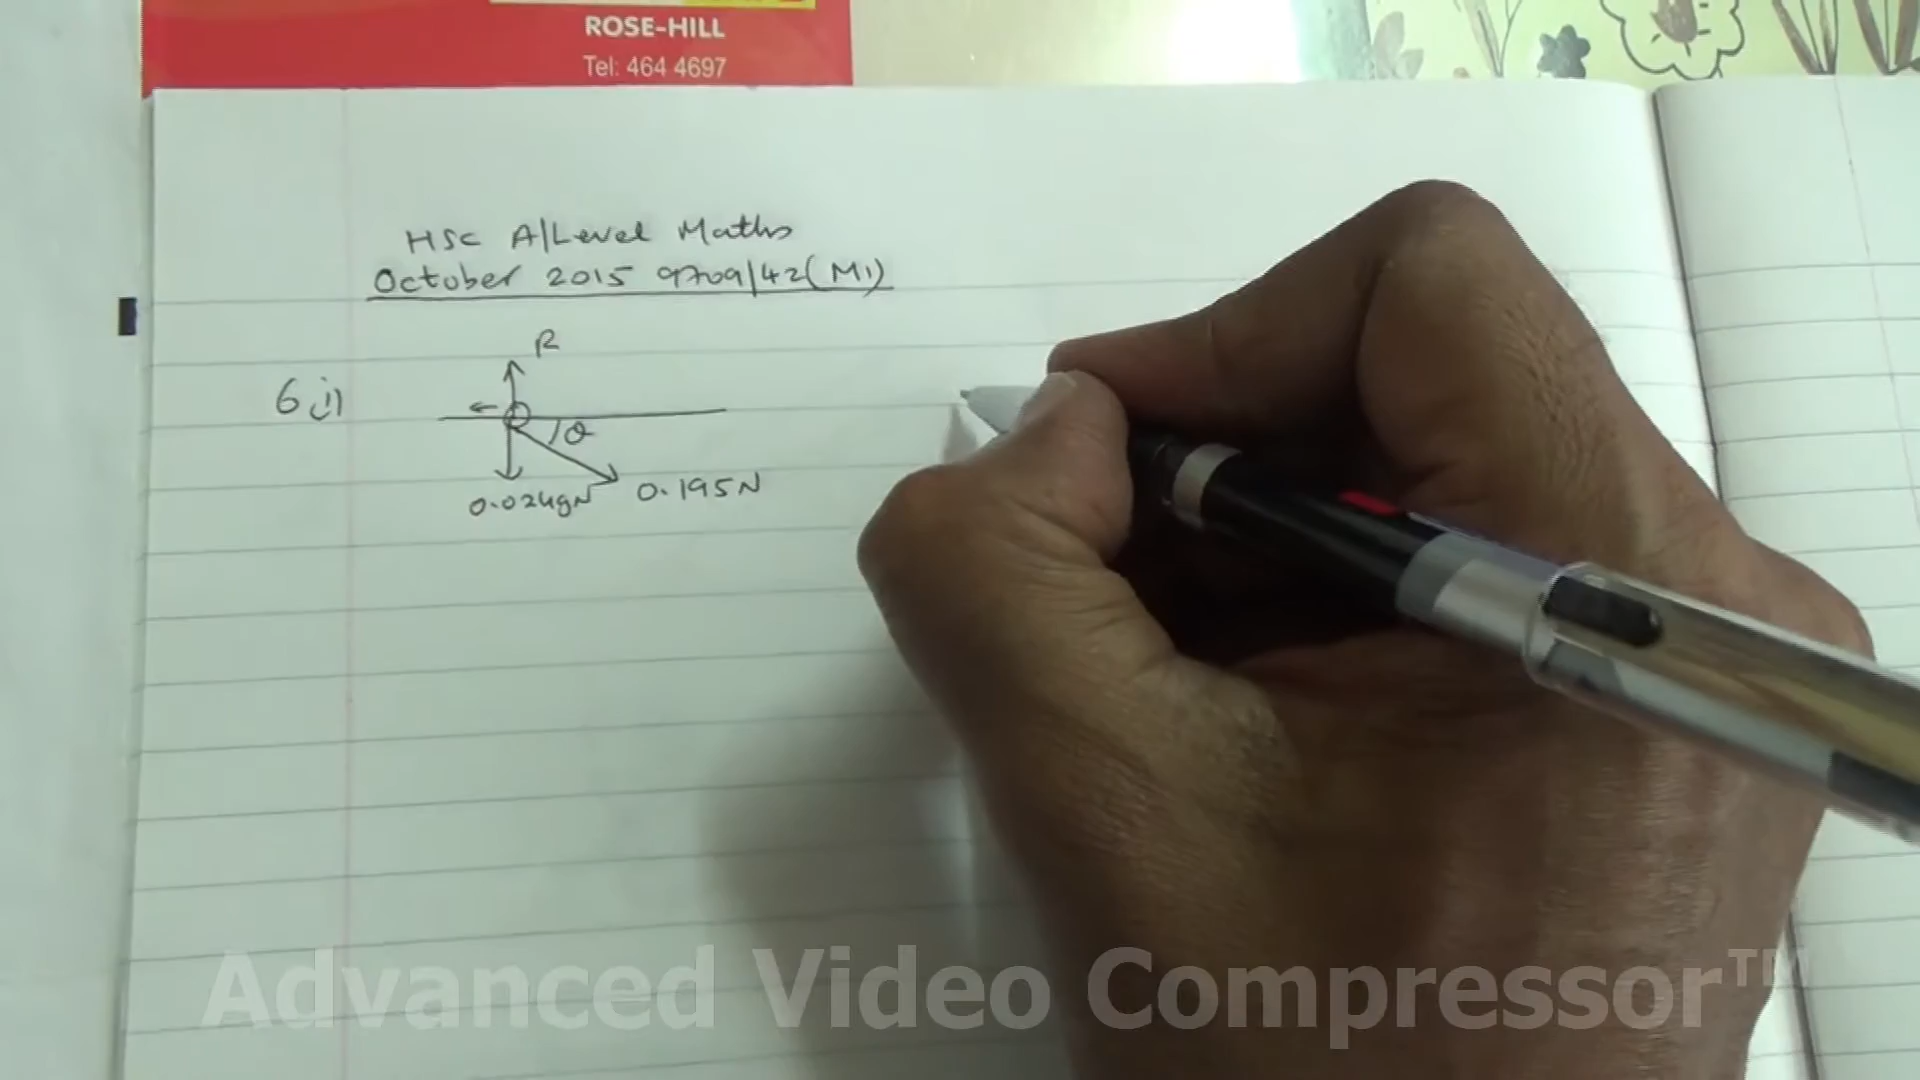 ROSE-HILL
Tel: 464 4697
HSC A/Level Maths
October 2015 9709/42(M1)
R
6 i)
θ
0.024gN 0.195N
Advanced Video Compressor™